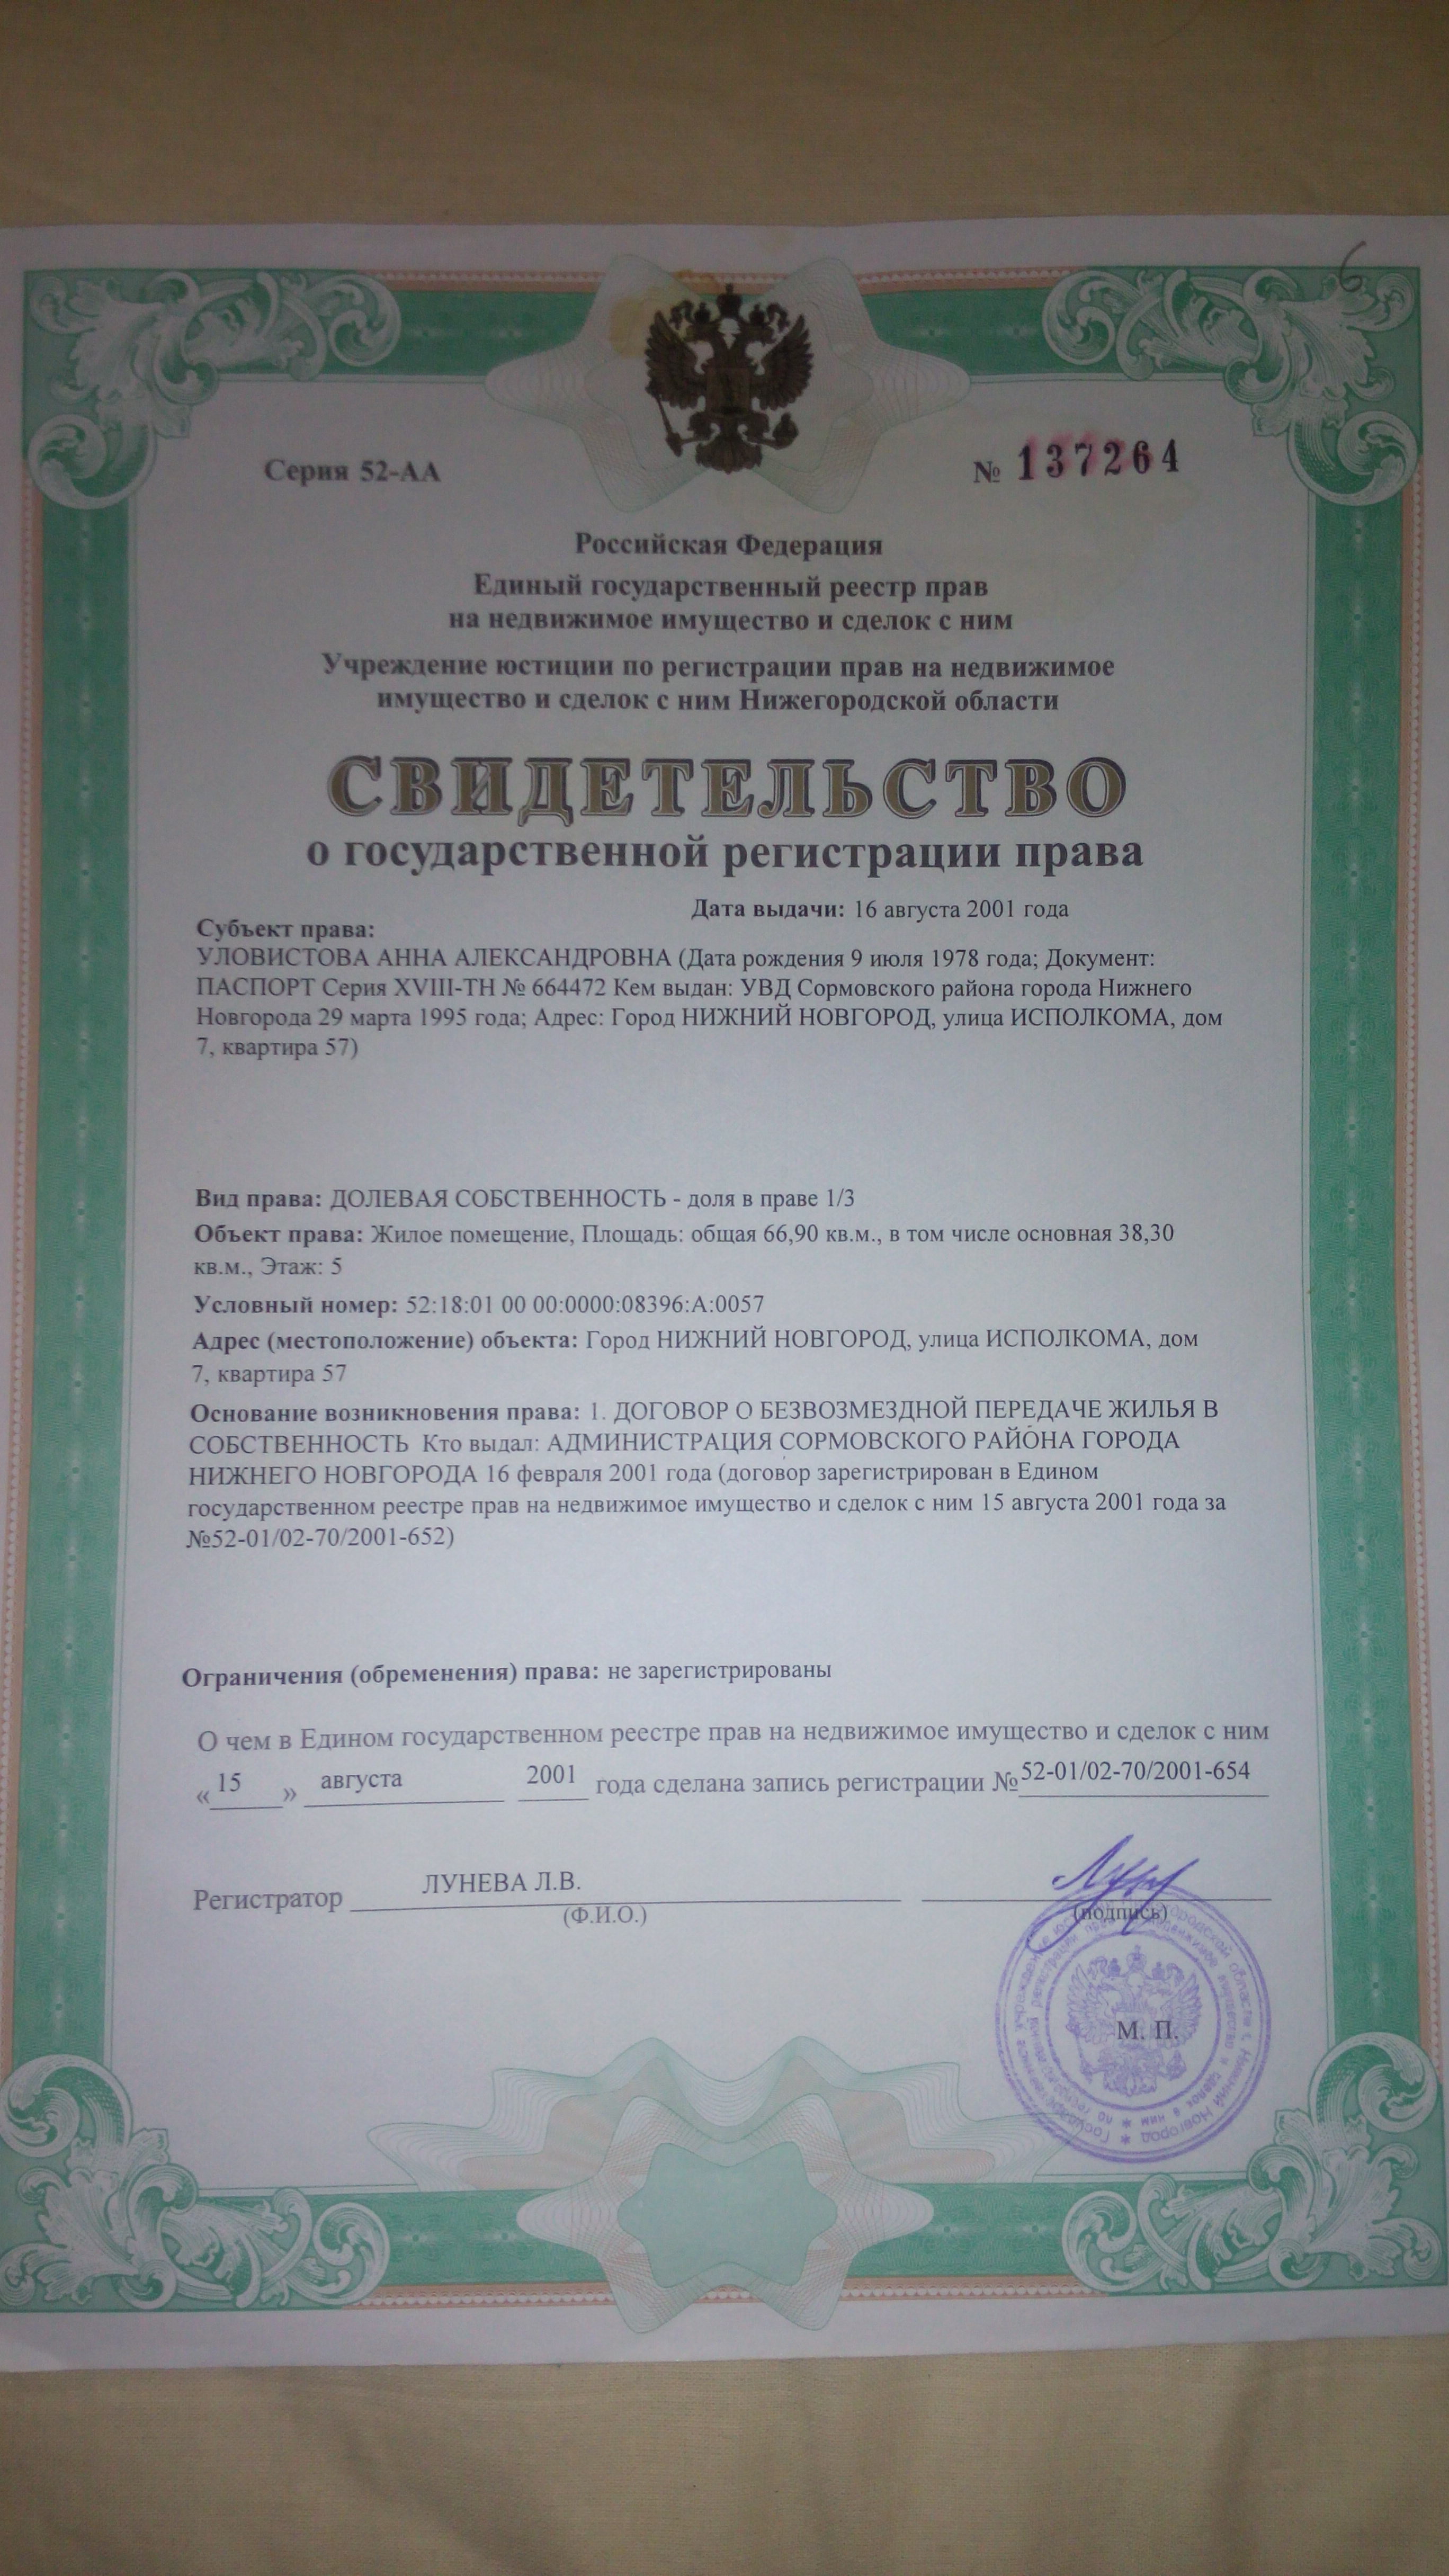 6
Серия 52-АА
№ 137264
Российская Федерация
Единый государственный реестр прав
на недвижимое имущество и сделок с ним
Учреждение юстиции по регистрации прав на недвижимое
имущество и сделок с ним Нижегородской области
СВИДЕТЕЛЬСТВО
о государственной регистрации права
Дата выдачи: 16 августа 2001 года
Субъект права:
УЛОВИСТОВА АННА АЛЕКСАНДРОВНА (Дата рождения 9 июля 1978 года; Документ:
ПАСПОРТ Серия XVIII-ТН № 664472 Кем выдан: УВД Сормовского района города Нижнего
Новгорода 29 марта 1995 года; Адрес: Город НИЖНИЙ НОВГОРОД, улица ИСПОЛКОМА, дом
7, квартира 57)
Вид права: ДОЛЕВАЯ СОБСТВЕННОСТЬ - доля в праве 1/3
Объект права: Жилое помещение, Площадь: общая 66,90 кв.м., в том числе основная 38,30
кв.м., Этаж: 5
Условный номер: 52:18:01 00 00:0000:08396:А:0057
Адрес (местоположение) объекта: Город НИЖНИЙ НОВГОРОД, улица ИСПОЛКОМА, дом
7, квартира 57
Основание возникновения права: 1. ДОГОВОР О БЕЗВОЗМЕЗДНОЙ ПЕРЕДАЧЕ ЖИЛЬЯ В
СОБСТВЕННОСТЬ Кто выдал: АДМИНИСТРАЦИЯ СОРМОВСКОГО РАЙОНА ГОРОДА
НИЖНЕГО НОВГОРОДА 16 февраля 2001 года (договор зарегистрирован в Едином
государственном реестре прав на недвижимое имущество и сделок с ним 15 августа 2001 года за
№52-01/02-70/2001-652)
Ограничения (обременения) права: не зарегистрированы
О чем в Едином государственном реестре прав на недвижимое имущество и сделок с ним
«15» августа 2001 года сделана запись регистрации №52-01/02-70/2001-654
Регистратор ЛУНЕВА Л.В.
(Ф.И.О.)
(подпись)
М. П.